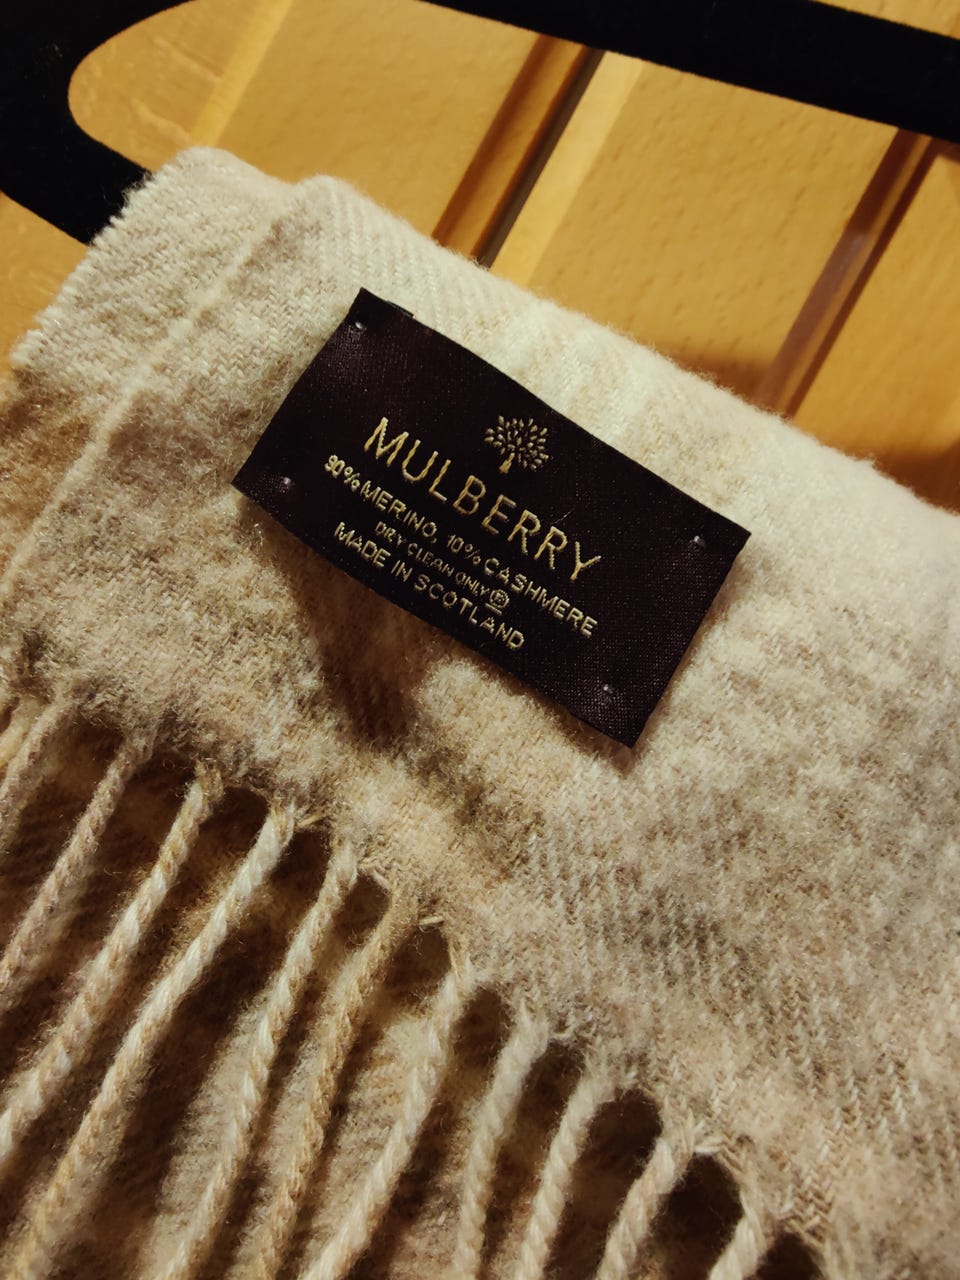 MULBERRY
90% MERINO, 10% CASHMERE
DRY CLEAN ONLY Ⓟ
MADE IN SCOTLAND